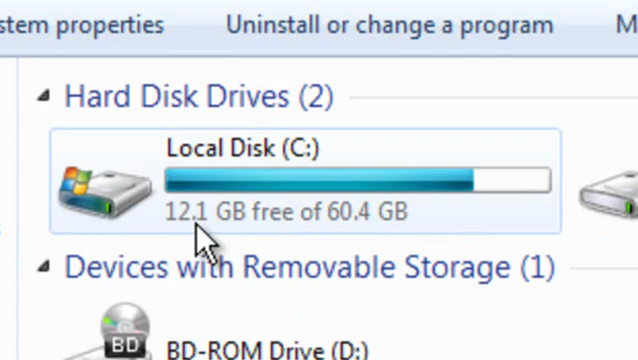 stem properties Uninstall or change a program M
Hard Disk Drives (2)
Local Disk (C:)
12.1 GB free of 60.4 GB
Devices with Removable Storage (1)
BD
BD-ROM Drive (D:)